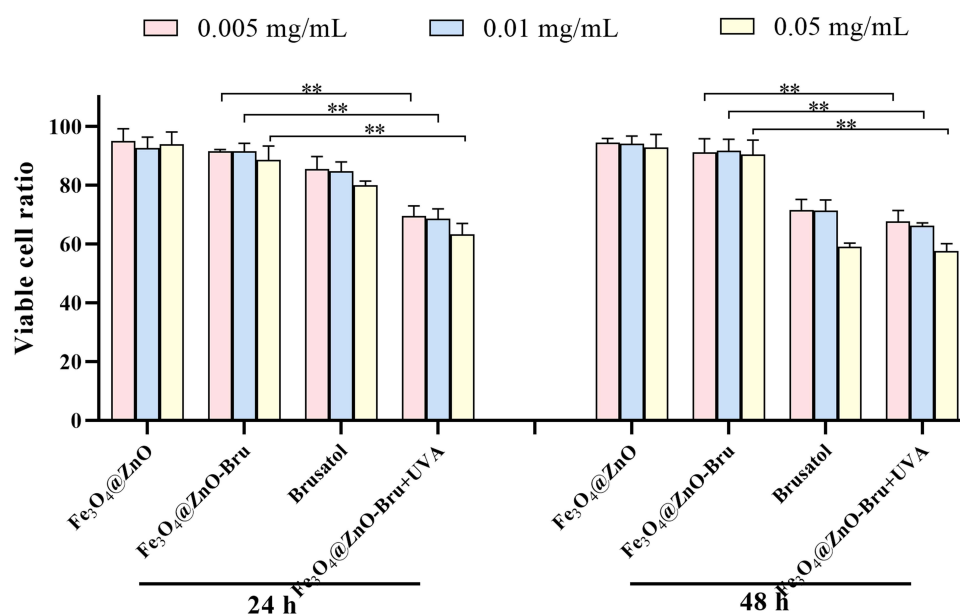 0.005 mg/mL 0.01 mg/mL 0.05 mg/mL
** **
** **
** **
Viable cell ratio
100
80
60
40
20
0
Fe₃O₄@ZnO
Fe₃O₄@ZnO-Bru
Brusatol
Fe₃O₄@ZnO-Bru+UVA
Fe₃O₄@ZnO
Fe₃O₄@ZnO-Bru
Brusatol
Fe₃O₄@ZnO-Bru+UVA
24 h 48 h